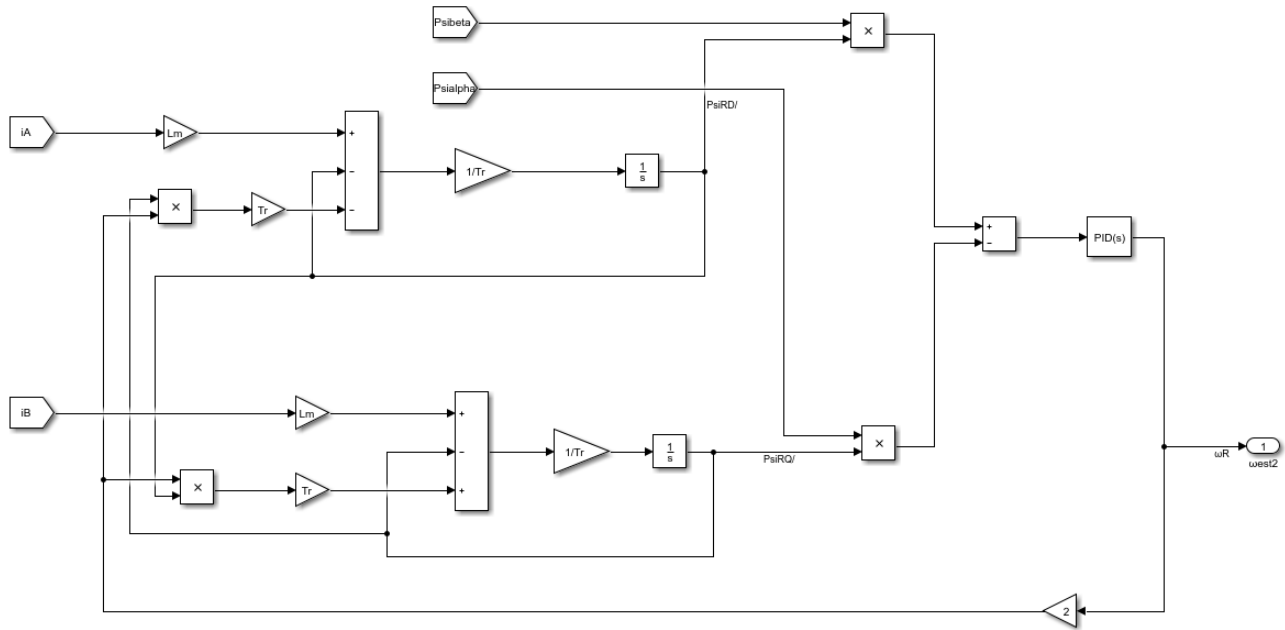 Psibeta
×
Psialpha
PsiRD/
iA
Lm
+
−
−
1/Tr
1
s
×
Tr
+
−
PID(s)
iB
Lm
+
−
+
1/Tr
1
s
PsiRQ/
×
ωR
1
ωest2
×
Tr
2